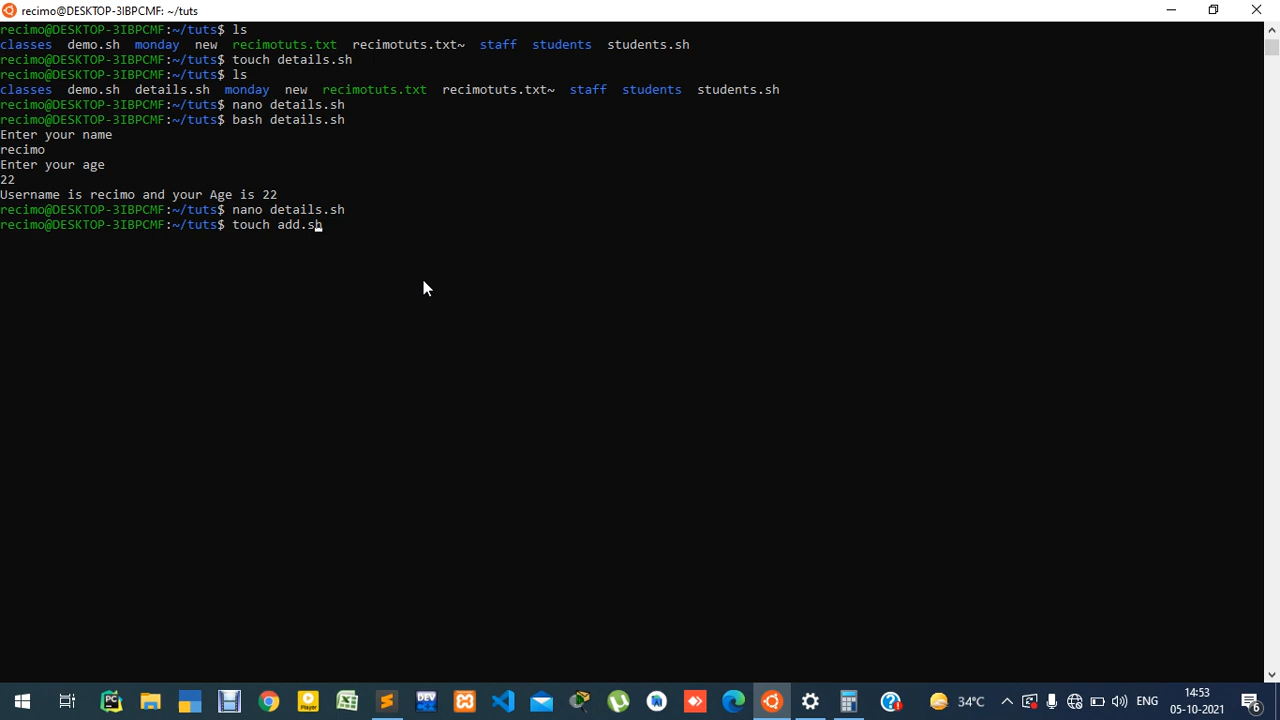 recimo@DESKTOP-3IBPCMF: ~/tuts
recimo@DESKTOP-3IBPCMF:~/tuts$ ls
classes  demo.sh  monday  new  recimotuts.txt  recimotuts.txt~  staff  students  students.sh
recimo@DESKTOP-3IBPCMF:~/tuts$ touch details.sh
recimo@DESKTOP-3IBPCMF:~/tuts$ ls
classes  demo.sh  details.sh  monday  new  recimotuts.txt  recimotuts.txt~  staff  students  students.sh
recimo@DESKTOP-3IBPCMF:~/tuts$ nano details.sh
recimo@DESKTOP-3IBPCMF:~/tuts$ bash details.sh
Enter your name
recimo
Enter your age
22
Username is recimo and your Age is 22
recimo@DESKTOP-3IBPCMF:~/tuts$ nano details.sh
recimo@DESKTOP-3IBPCMF:~/tuts$ touch add.sh
PC
Player
DEV
34°C
ENG
14:53
05-10-2021
6